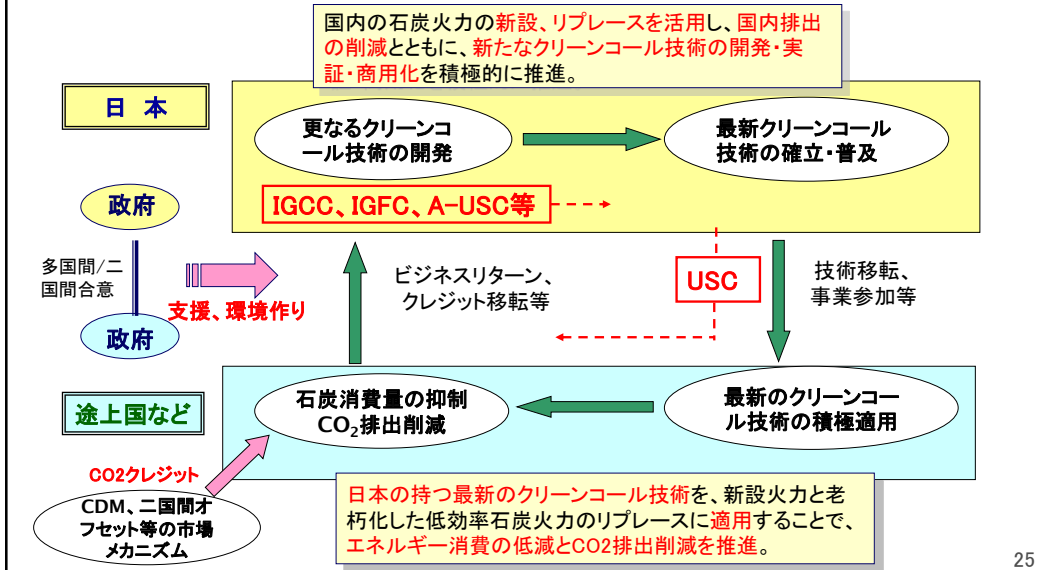 国内の石炭火力の新設、リプレースを活用し、国内排出
の削減とともに、新たなクリーンコール技術の開発・実
証・商用化を積極的に推進。
日 本
更なるクリーンコ
ール技術の開発
最新クリーンコール
技術の確立・普及
IGCC、IGFC、A-USC等
政府
多国間/二
国間合意
政府
支援、環境作り
ビジネスリターン、
クレジット移転等
USC
技術移転、
事業参加等
途上国など
石炭消費量の抑制
CO₂排出削減
最新のクリーンコー
ル技術の積極適用
CO2クレジット
CDM、二国間オ
フセット等の市場
メカニズム
日本の持つ最新のクリーンコール技術を、新設火力と老
朽化した低効率石炭火力のリプレースに適用することで、
エネルギー消費の低減とCO2排出削減を推進。
25